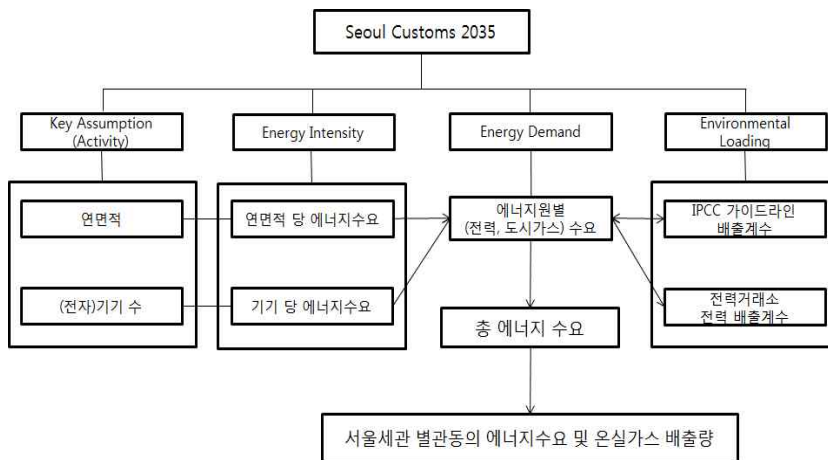 Seoul Customs 2035
Key Assumption
(Activity)
Energy Intensity
Energy Demand
Environmental
Loading
연면적
연면적 당 에너지수요
에너지원별
(전력, 도시가스) 수요
IPCC 가이드라인
배출계수
(전자)기기 수
기기 당 에너지수요
전력거래소
전력 배출계수
총 에너지 수요
서울세관 별관동의 에너지수요 및 온실가스 배출량